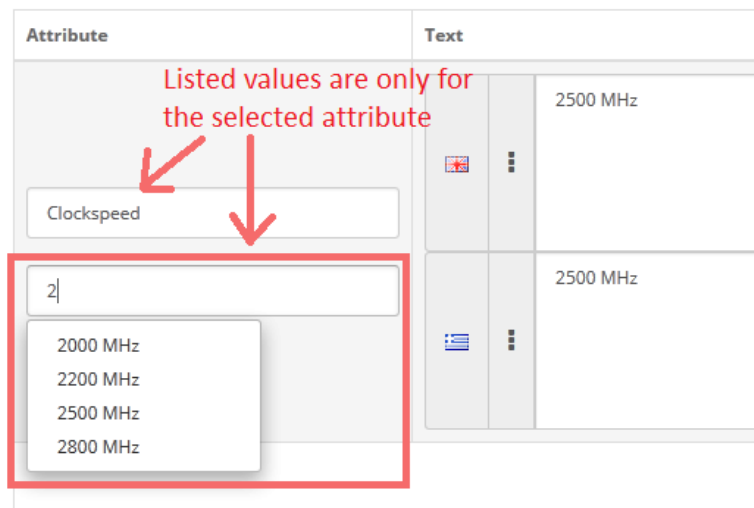 Attribute
Text
Listed values are only for
the selected attribute
2500 MHz
Clockspeed
2
2500 MHz
2000 MHz
2200 MHz
2500 MHz
2800 MHz